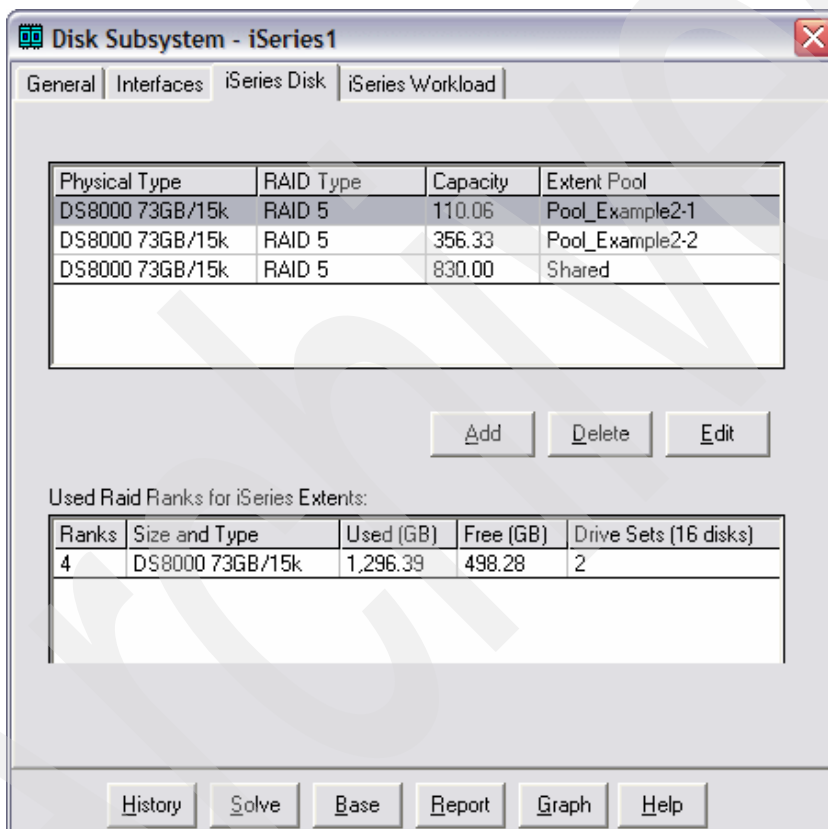 Disk Subsystem - iSeries1
General Interfaces iSeries Disk iSeries Workload
Physical Type RAID Type Capacity Extent Pool
DS8000 73GB/15k RAID 5 110.06 Pool_Example2-1
DS8000 73GB/15k RAID 5 356.33 Pool_Example2-2
DS8000 73GB/15k RAID 5 830.00 Shared
Add Delete Edit
Used Raid Ranks for iSeries Extents:
Ranks Size and Type Used (GB) Free (GB) Drive Sets (16 disks)
4 DS8000 73GB/15k 1,296.39 498.28 2
History Solve Base Report Graph Help